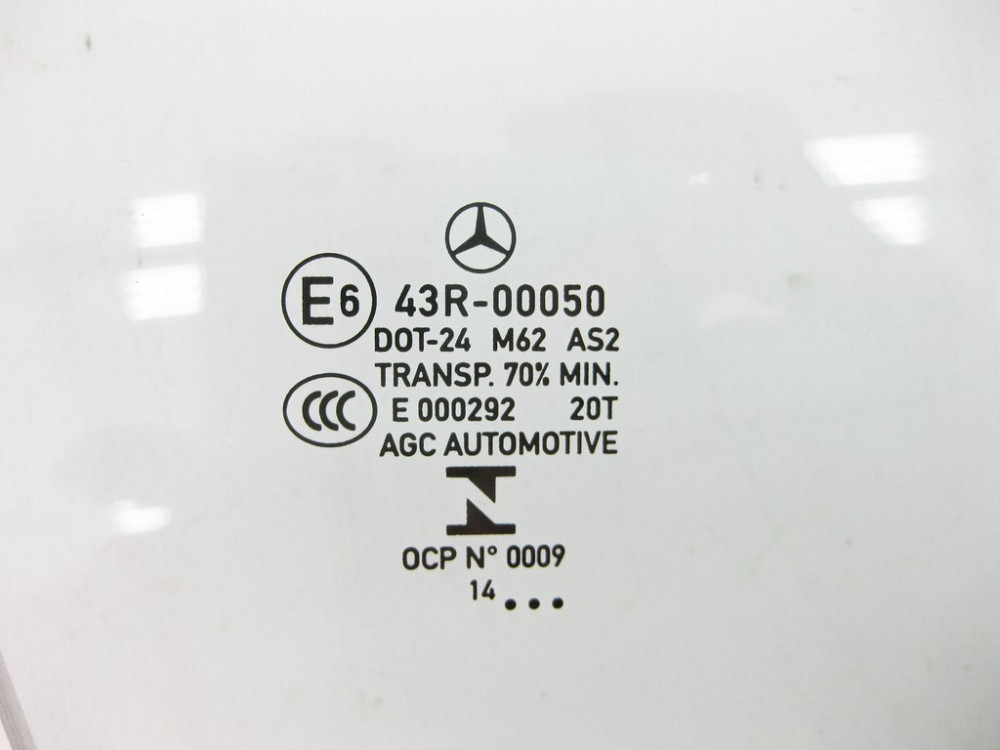 E6 43R-00050
DOT-24 M62 AS2
TRANSP. 70% MIN.
CCC E 000292 20T
AGC AUTOMOTIVE
N
OCP N° 0009
14...